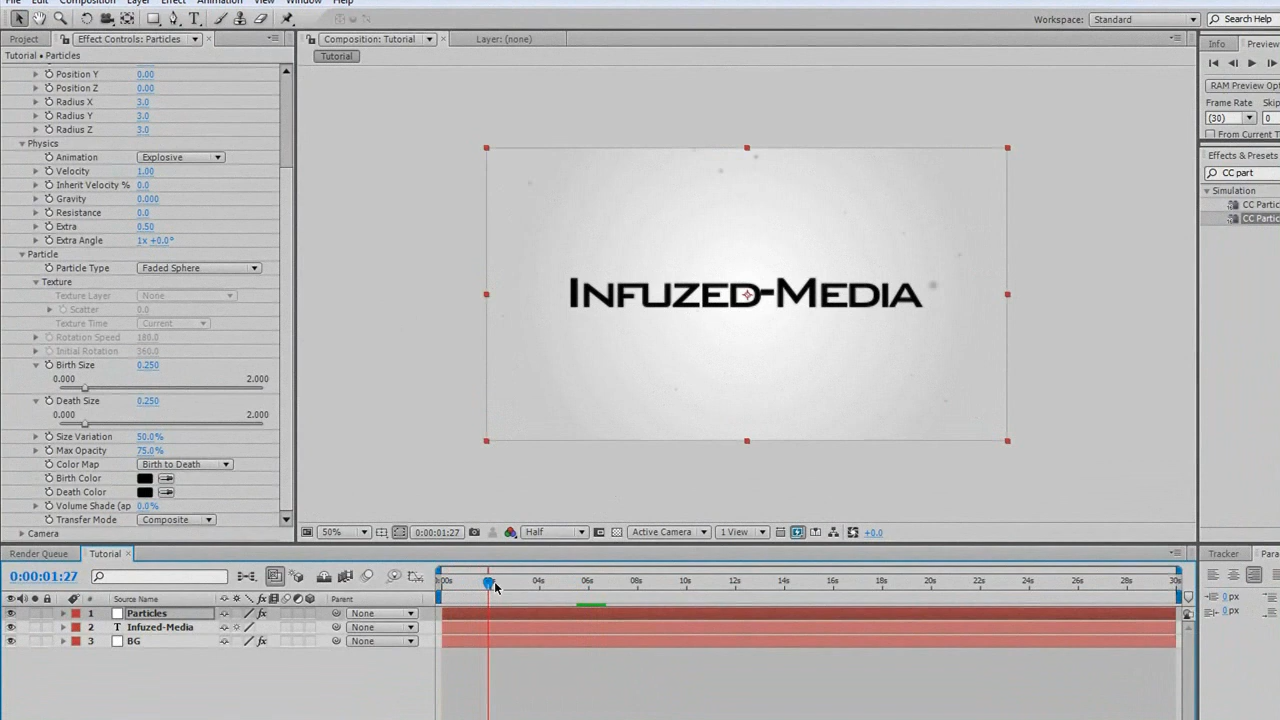 File Edit Composition Layer Effect Animation View Window Help
Workspace: Standard Search Help
Project Effect Controls: Particles Composition: Tutorial Layer: (none) Info Preview
Tutorial • Particles Tutorial
Position Y 0.00
Position Z 0.00
Radius X 3.0
Radius Y 3.0
Radius Z 3.0
Physics
Animation Explosive
Velocity 1.00
Inherit Velocity % 0.0
Gravity 0.000
Resistance 0.0
Extra 0.50
Extra Angle 1x +0.0°
Particle
Particle Type Faded Sphere
Texture
Texture Layer None
Scatter 0.0
Texture Time Current
Rotation Speed 180.0
Initial Rotation 360.0
Birth Size 0.250
0.000 2.000
Death Size 0.250
0.000 2.000
Size Variation 50.0%
Max Opacity 75.0%
Color Map Birth to Death
Birth Color
Death Color
Volume Shade (ap 0.0%
Transfer Mode Composite
Camera
Infuzed-Media
RAM Preview Opt
Frame Rate Skip
(30) 0
From Current T
Effects & Presets
CC part
Simulation
CC Partic
CC Partic
50% 0:00:01:27 Half Active Camera 1 View +0.0
Render Queue Tutorial Tracker Para
0:00:01:27
:00s 04s 06s 08s 10s 12s 14s 16s 18s 20s 22s 24s 26s 28s 30s
# Source Name Parent
1 Particles None
2 T Infuzed-Media None
3 BG None
0 px
0 px